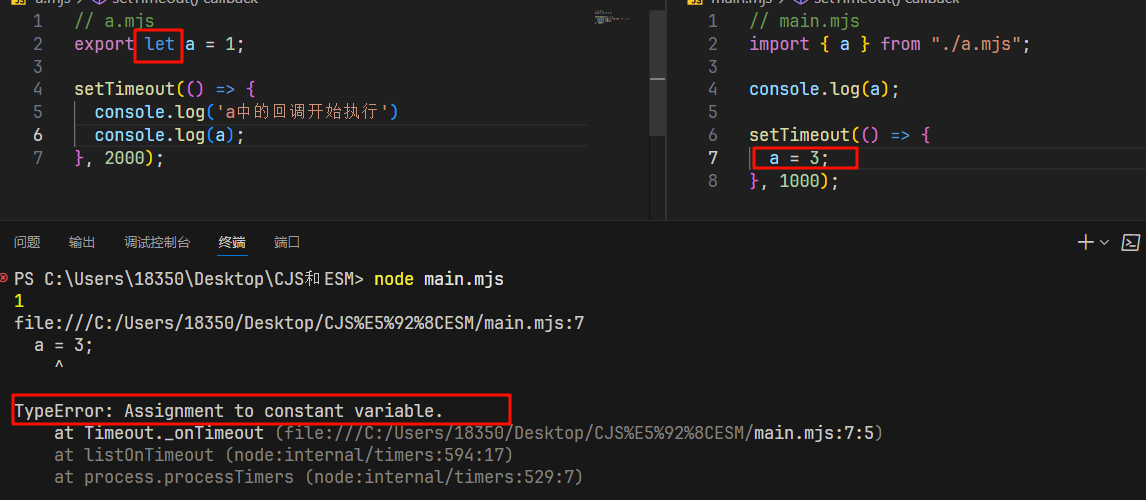 a.mjs > setTimeout() callback
1 // a.mjs
2 export let a = 1;
3
4 setTimeout(() => {
5   console.log('a中的回调开始执行')
6   console.log(a);
7 }, 2000);
main.mjs > setTimeout() callback
1 // main.mjs
2 import { a } from "./a.mjs";
3
4 console.log(a);
5
6 setTimeout(() => {
7   a = 3;
8 }, 1000);
问题 输出 调试控制台 终端 端口
PS C:\Users\18350\Desktop\CJS和ESM> node main.mjs
1
file:///C:/Users/18350/Desktop/CJS%E5%92%8CESM/main.mjs:7
  a = 3;
    ^
TypeError: Assignment to constant variable.
    at Timeout._onTimeout (file:///C:/Users/18350/Desktop/CJS%E5%92%8CESM/main.mjs:7:5)
    at listOnTimeout (node:internal/timers:594:17)
    at process.processTimers (node:internal/timers:529:7)